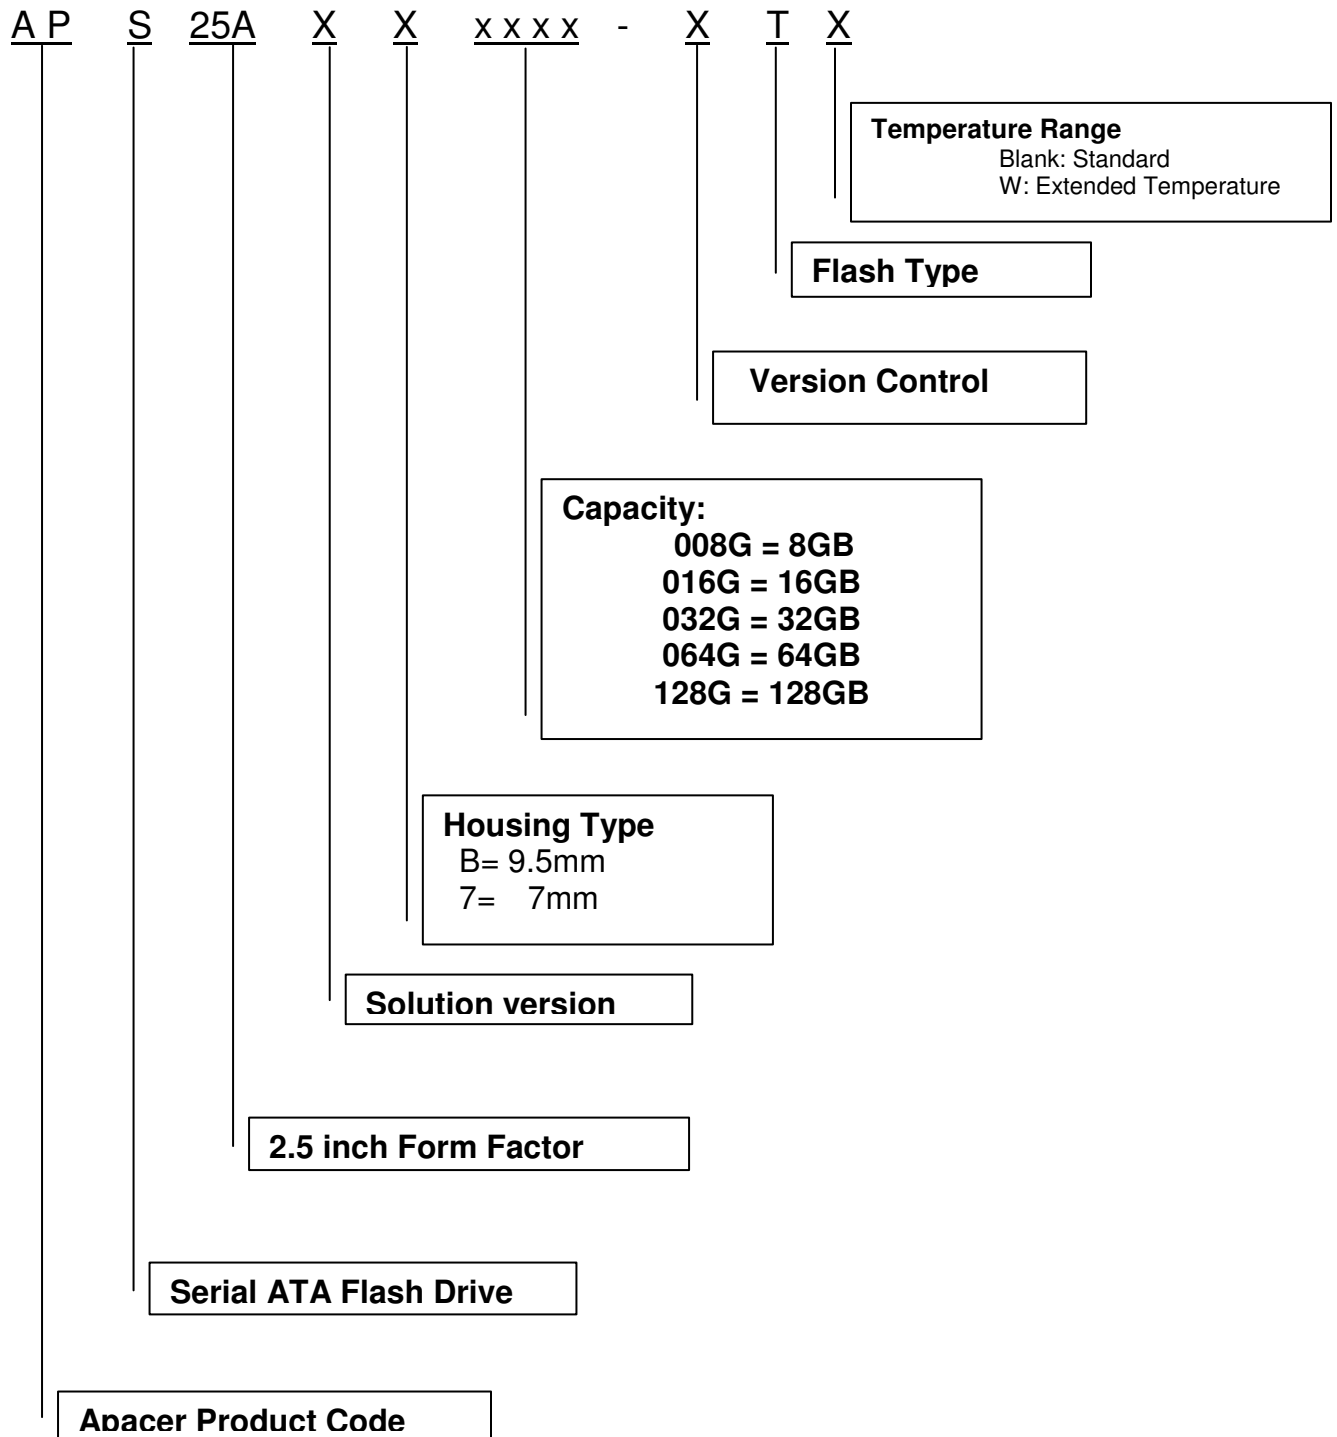 A P S 25A X X x x x x - X T X
Temperature Range
Blank: Standard
W: Extended Temperature
Flash Type
Version Control
Capacity:
008G = 8GB
016G = 16GB
032G = 32GB
064G = 64GB
128G = 128GB
Housing Type
B= 9.5mm
7= 7mm
Solution version
2.5 inch Form Factor
Serial ATA Flash Drive
Apacer Product Code